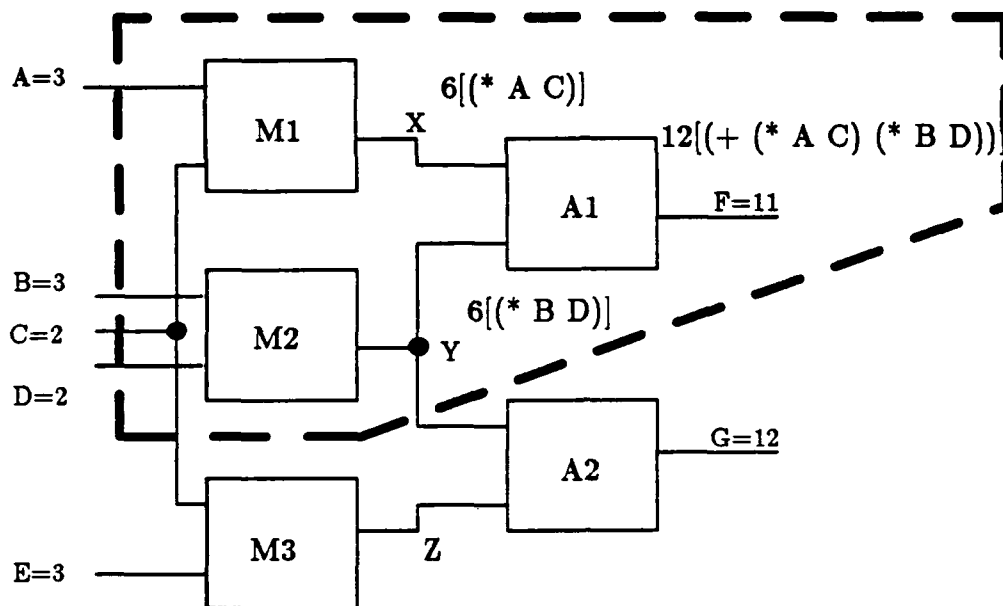 A=3
6[(* A C)]
M1
X
12[(+ (* A C) (* B D))]
A1
F=11
B=3
6[(* B D)]
C=2
M2
Y
D=2
G=12
A2
M3
Z
E=3